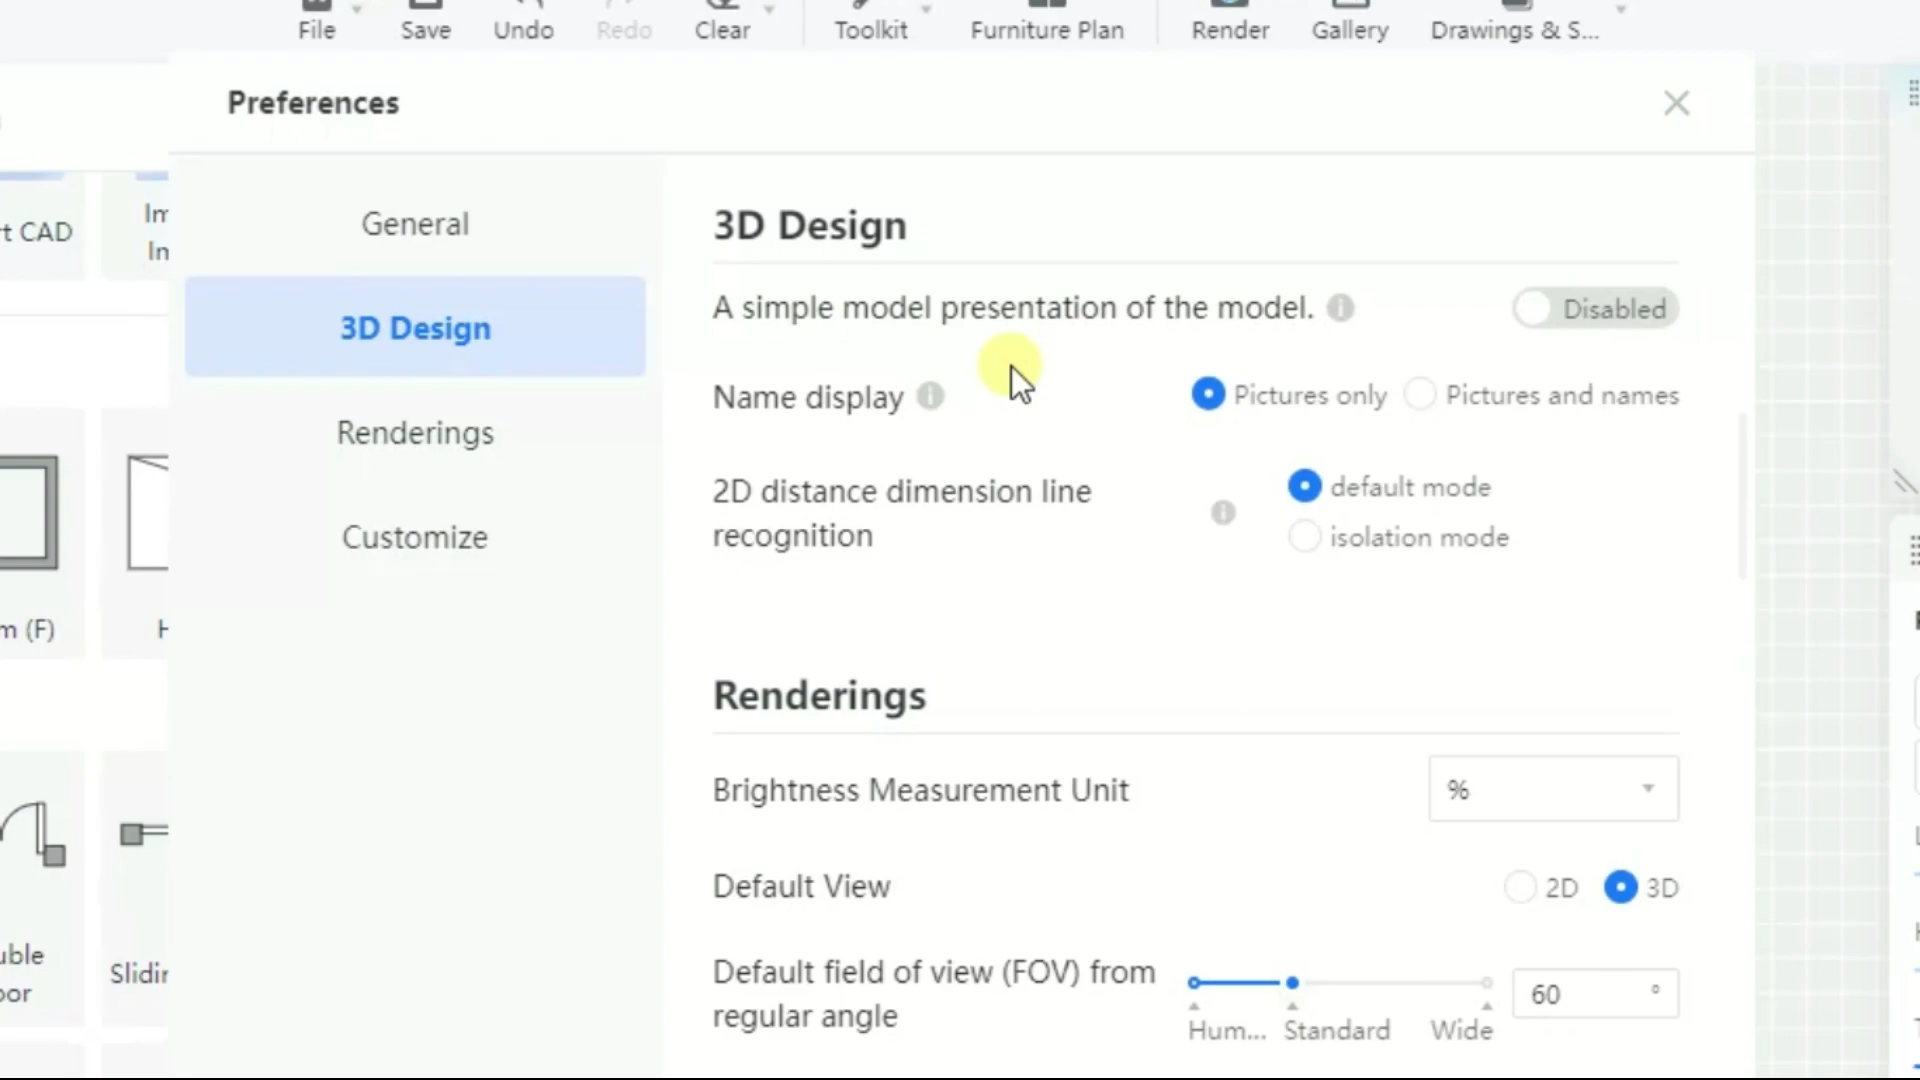 File Save Undo Redo Clear Toolkit Furniture Plan Render Gallery Drawings & S...
Preferences
General
3D Design
Renderings
Customize
3D Design
A simple model presentation of the model. Disabled
Name display Pictures only Pictures and names
2D distance dimension line
recognition
default mode
isolation mode
Renderings
Brightness Measurement Unit %
Default View 2D 3D
Default field of view (FOV) from
regular angle
60 °
Hum... Standard Wide
t CAD
Im
In
m (F)
H
uble
oor
Slidin